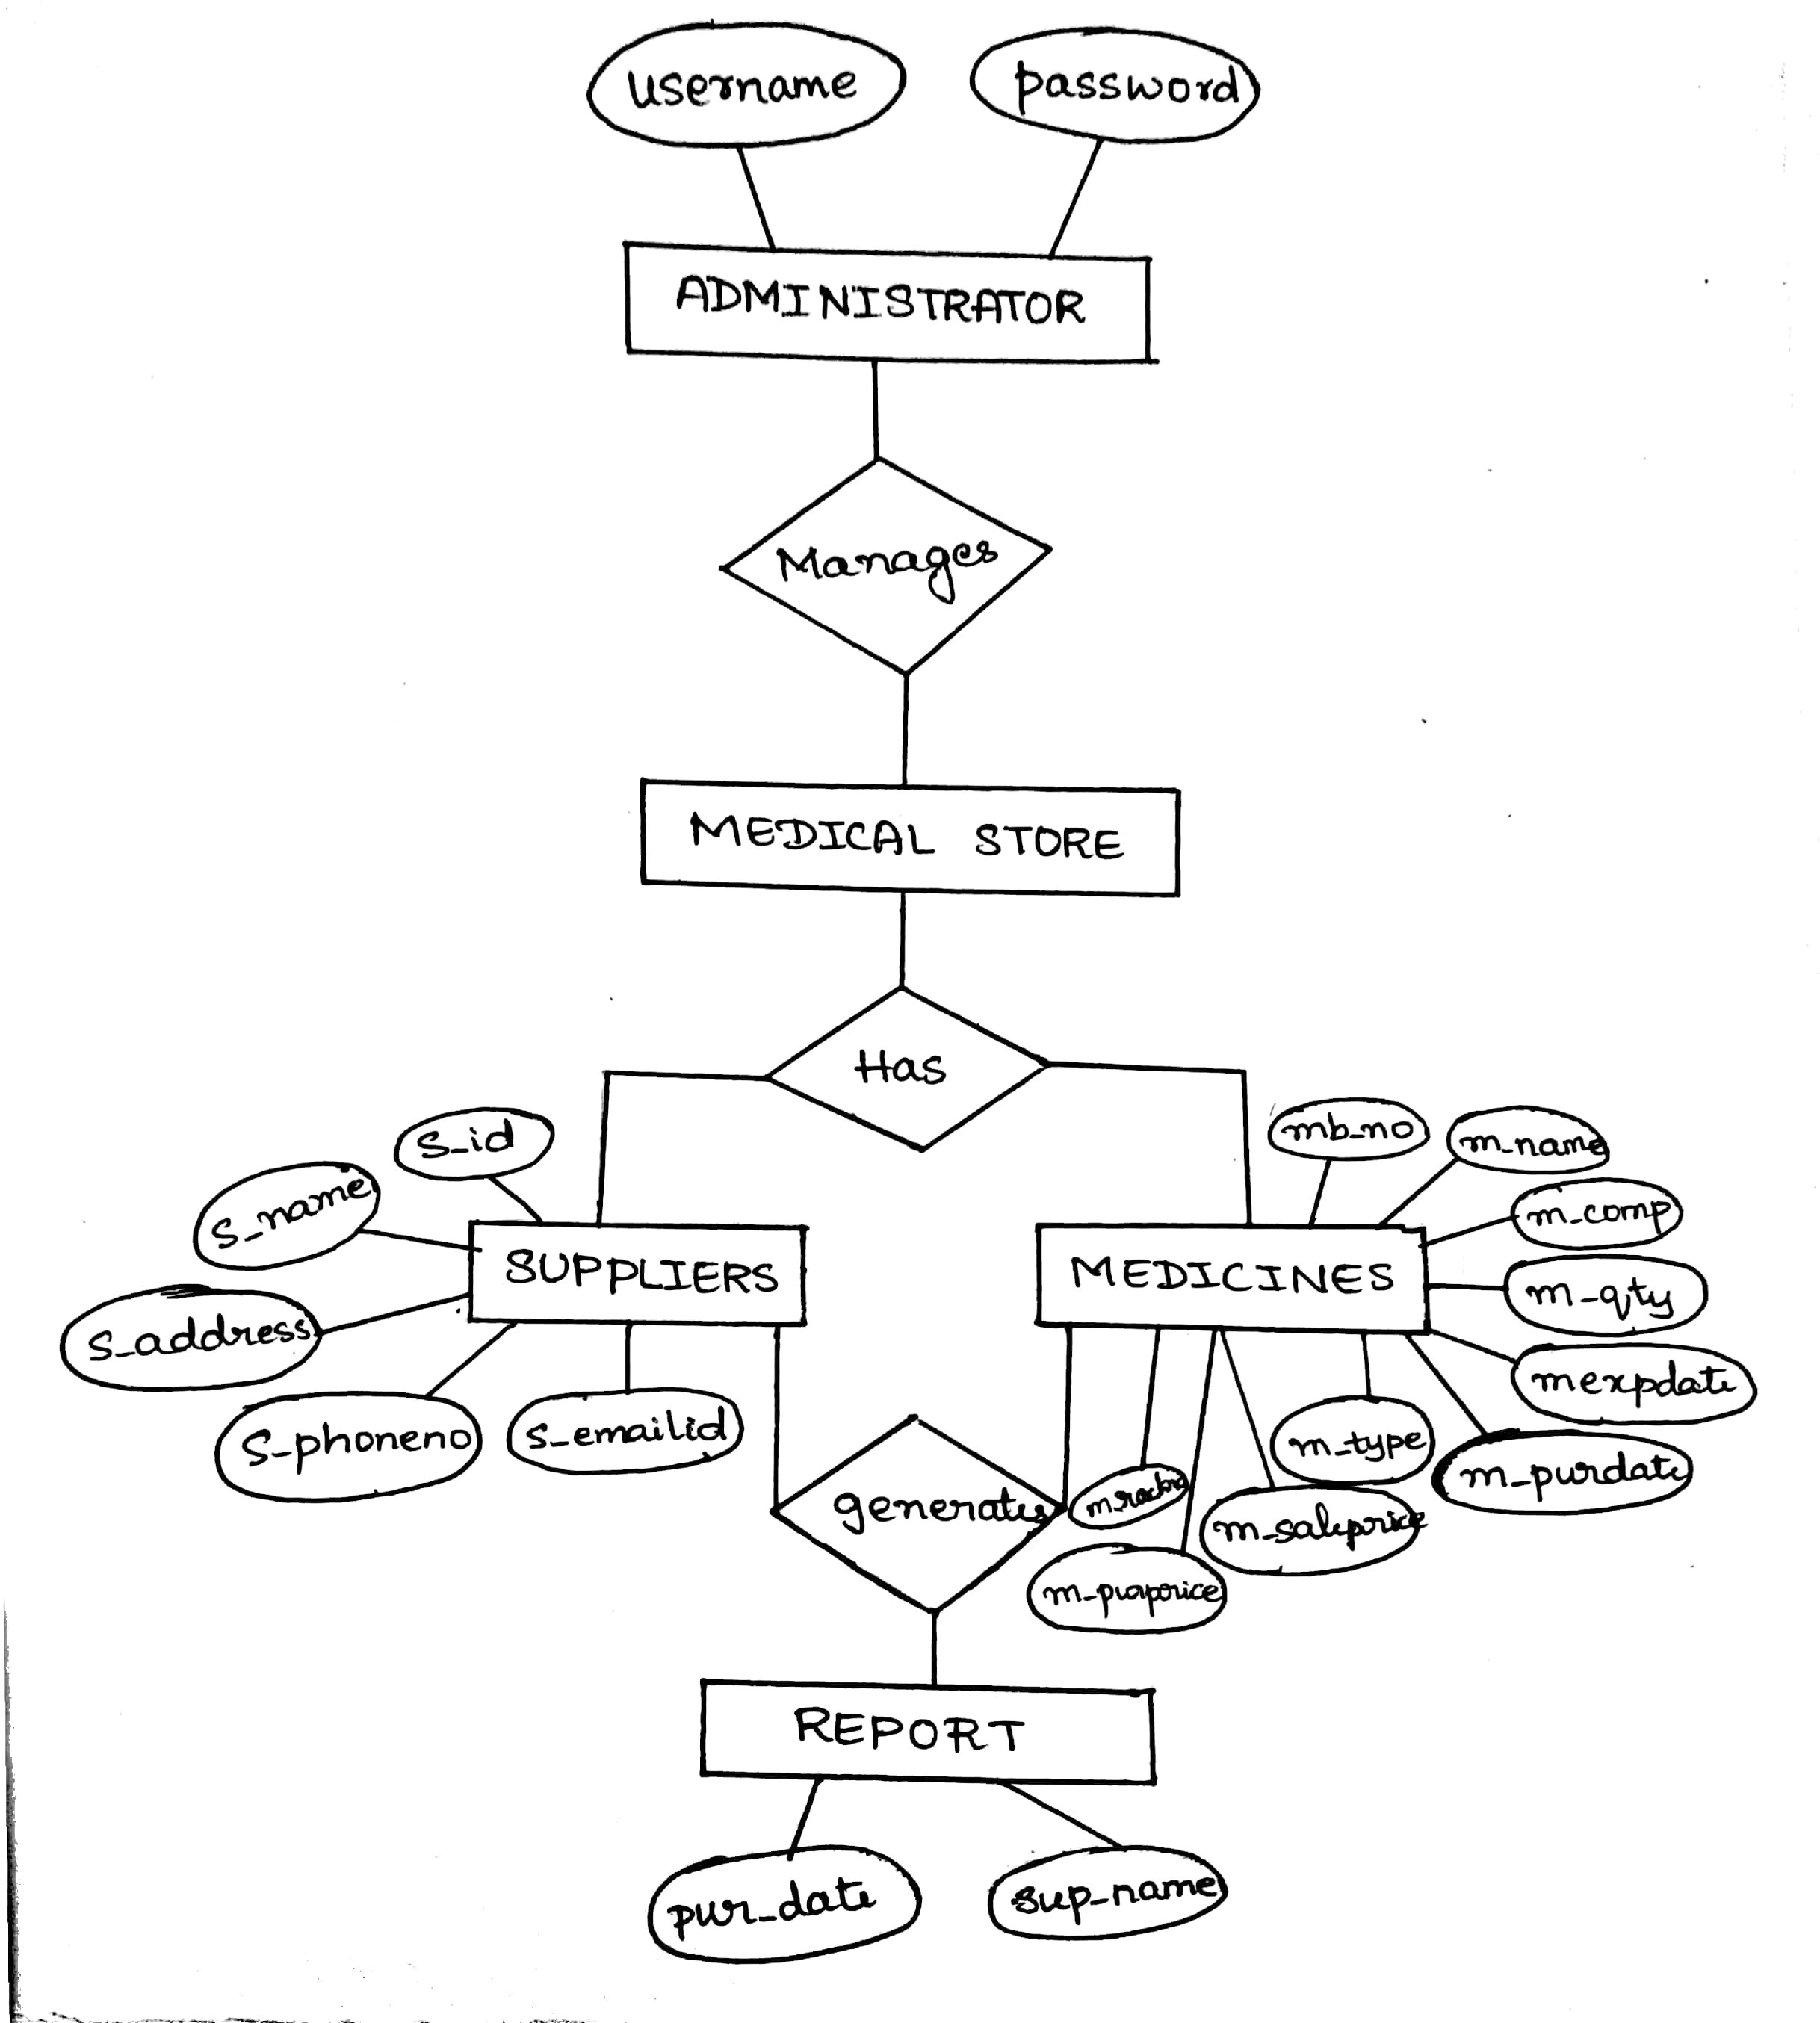 username
password
ADMINISTRATOR
Manages
MEDICAL STORE
Has
s_id
mb_no
m_name
s_name
m_comp
SUPPLIERS
MEDICINES
m_qty
s_address
mexpdate
s_phoneno
s_emailid
m_type
m_purdate
generates
m_saleprice
m_purprice
REPORT
pur_date
sup_name